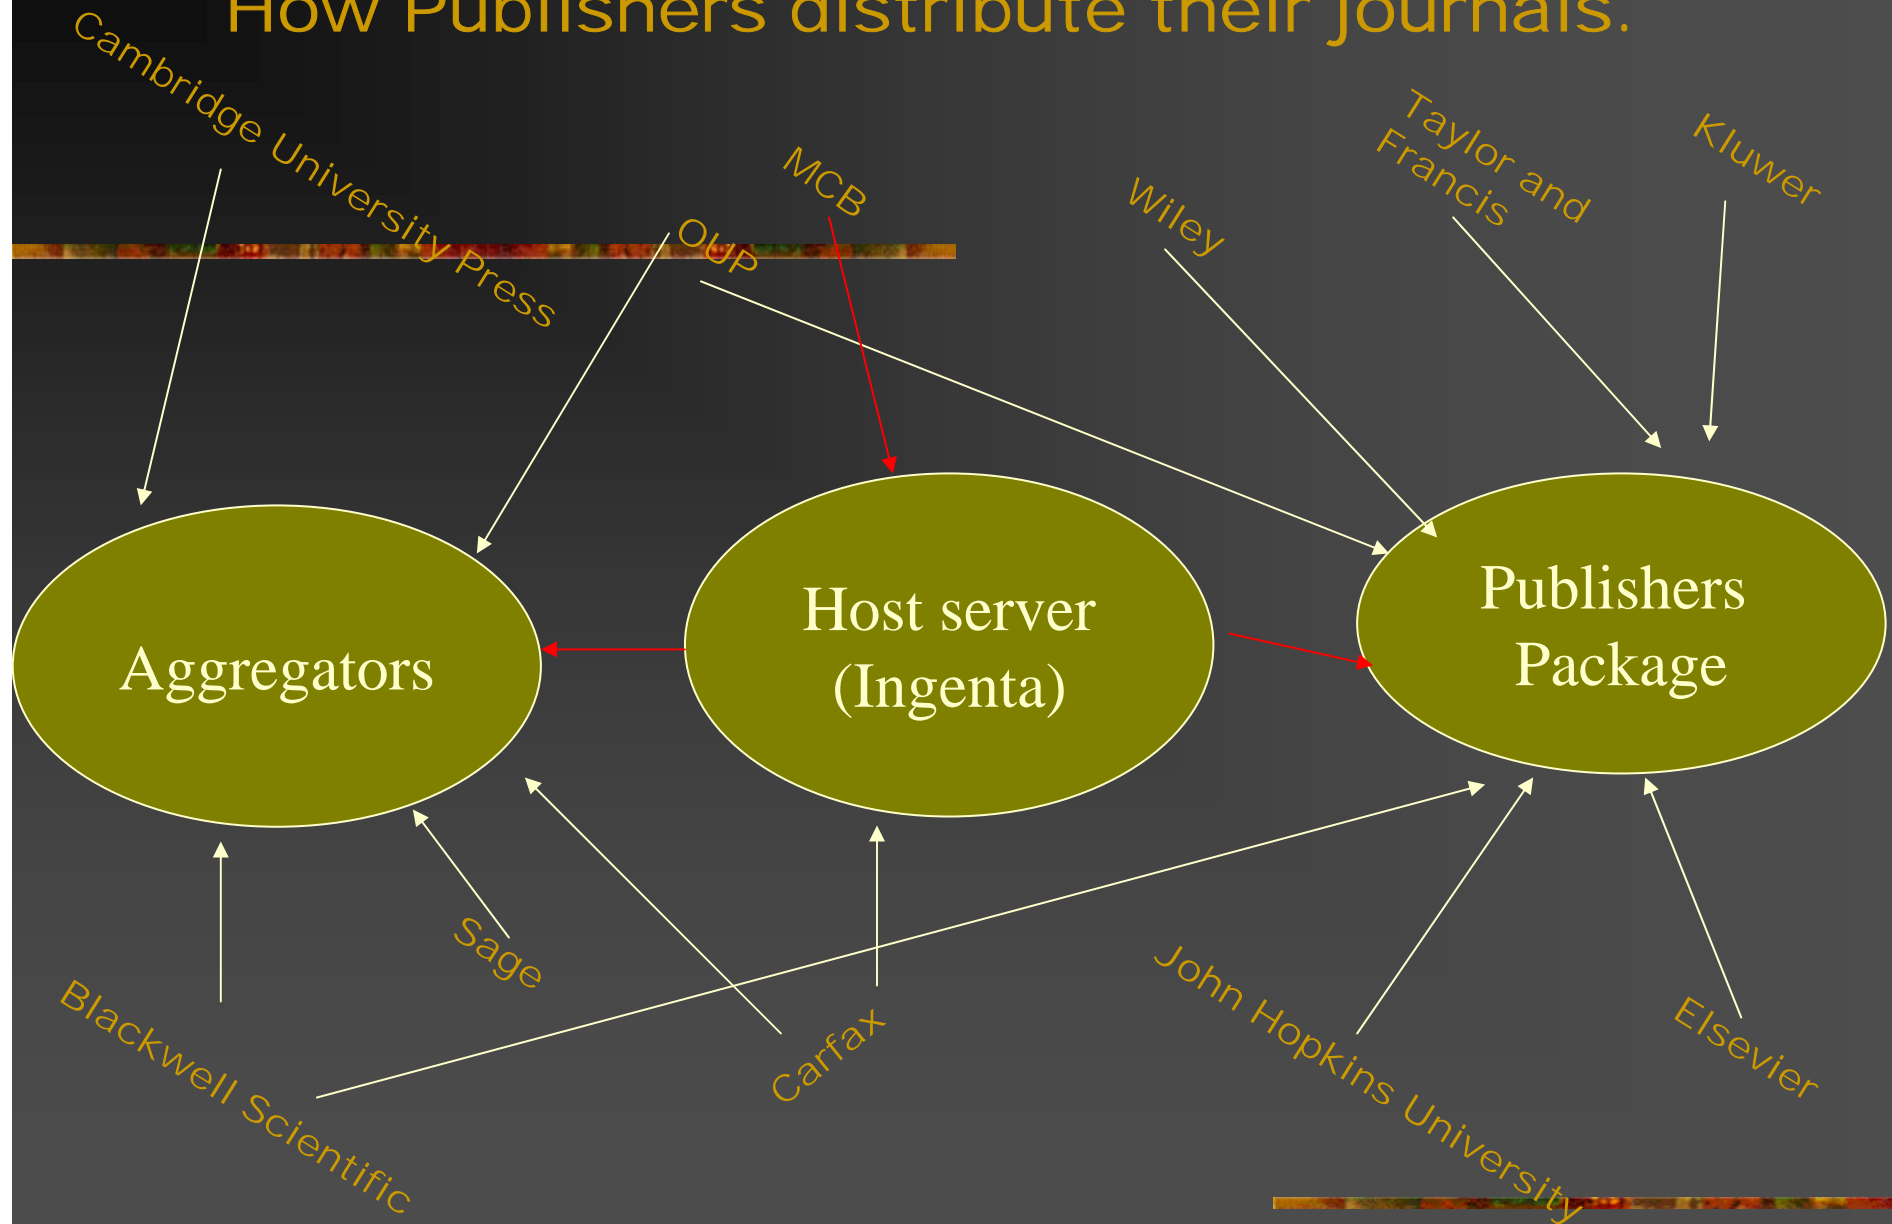 How Publishers distribute their journals.
Cambridge University Press
MCB
OUP
Wiley
Taylor and
Francis
Kluwer
Aggregators
Host server
(Ingenta)
Publishers
Package
Sage
Blackwell Scientific
Carfax
John Hopkins University
Elsevier